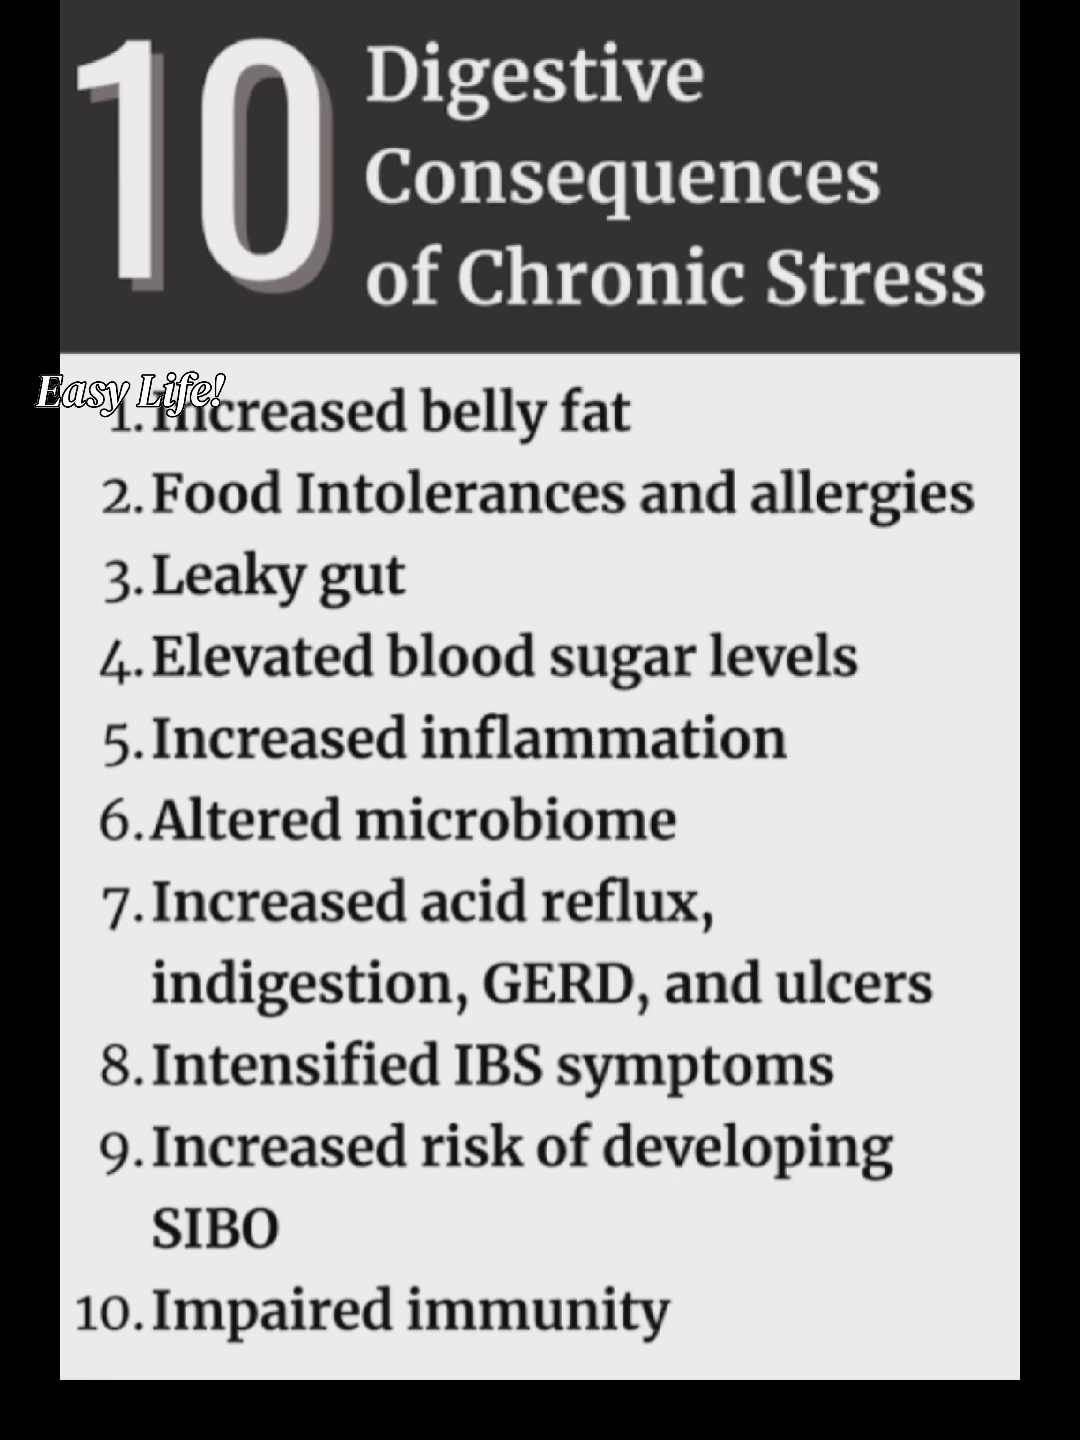 10
Digestive
Consequences
of Chronic Stress
Easy Life!
1. Increased belly fat
2. Food Intolerances and allergies
3. Leaky gut
4. Elevated blood sugar levels
5. Increased inflammation
6. Altered microbiome
7. Increased acid reflux,
indigestion, GERD, and ulcers
8. Intensified IBS symptoms
9. Increased risk of developing
SIBO
10. Impaired immunity